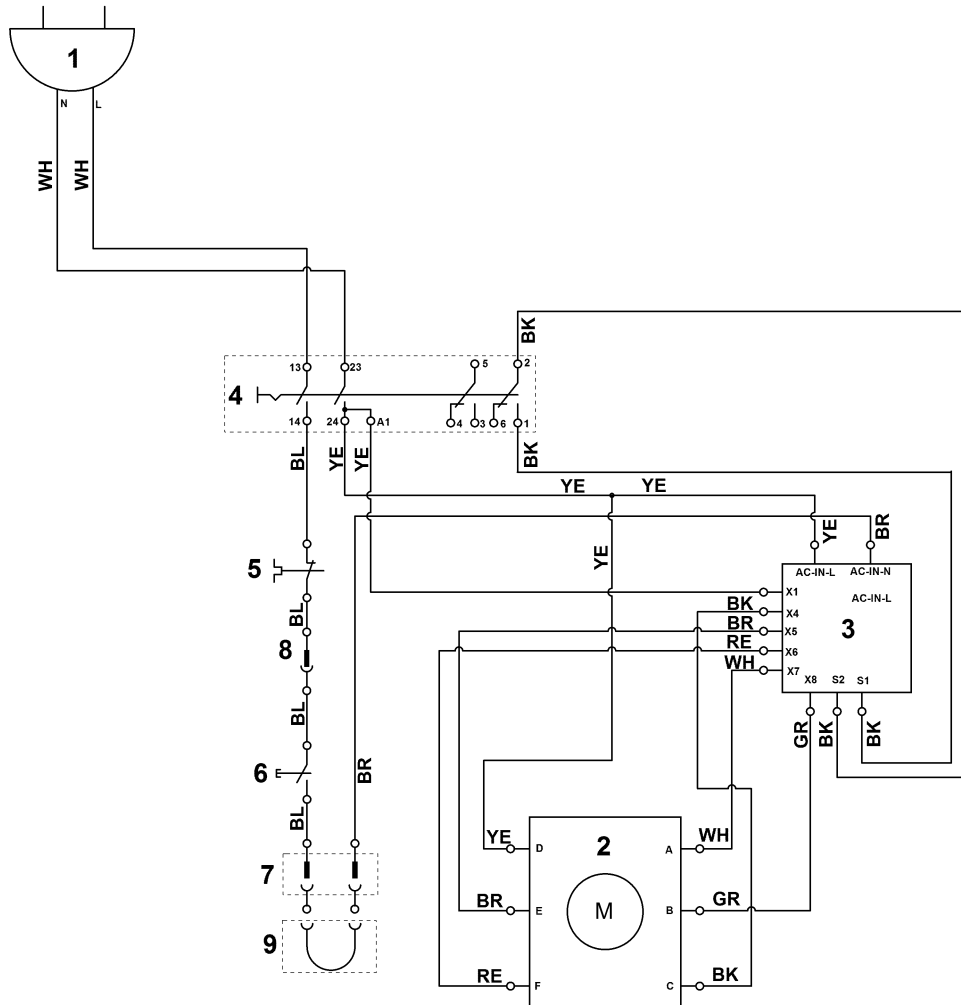 1
N L
WH WH
BK
13 23 5 2
4
14 24 A1 4 3 6 1
BL YE YE BK
YE YE
YE BR
YE
5
AC-IN-L AC-IN-N
AC-IN-L
X1
BK X4
BL
3
BR X5
8
RE X6
WH X7
X8 S2 S1
BL
GR BK BK
6
BR
BL
YE D 2 A WH
7
BR E M B GR
9
RE F C BK